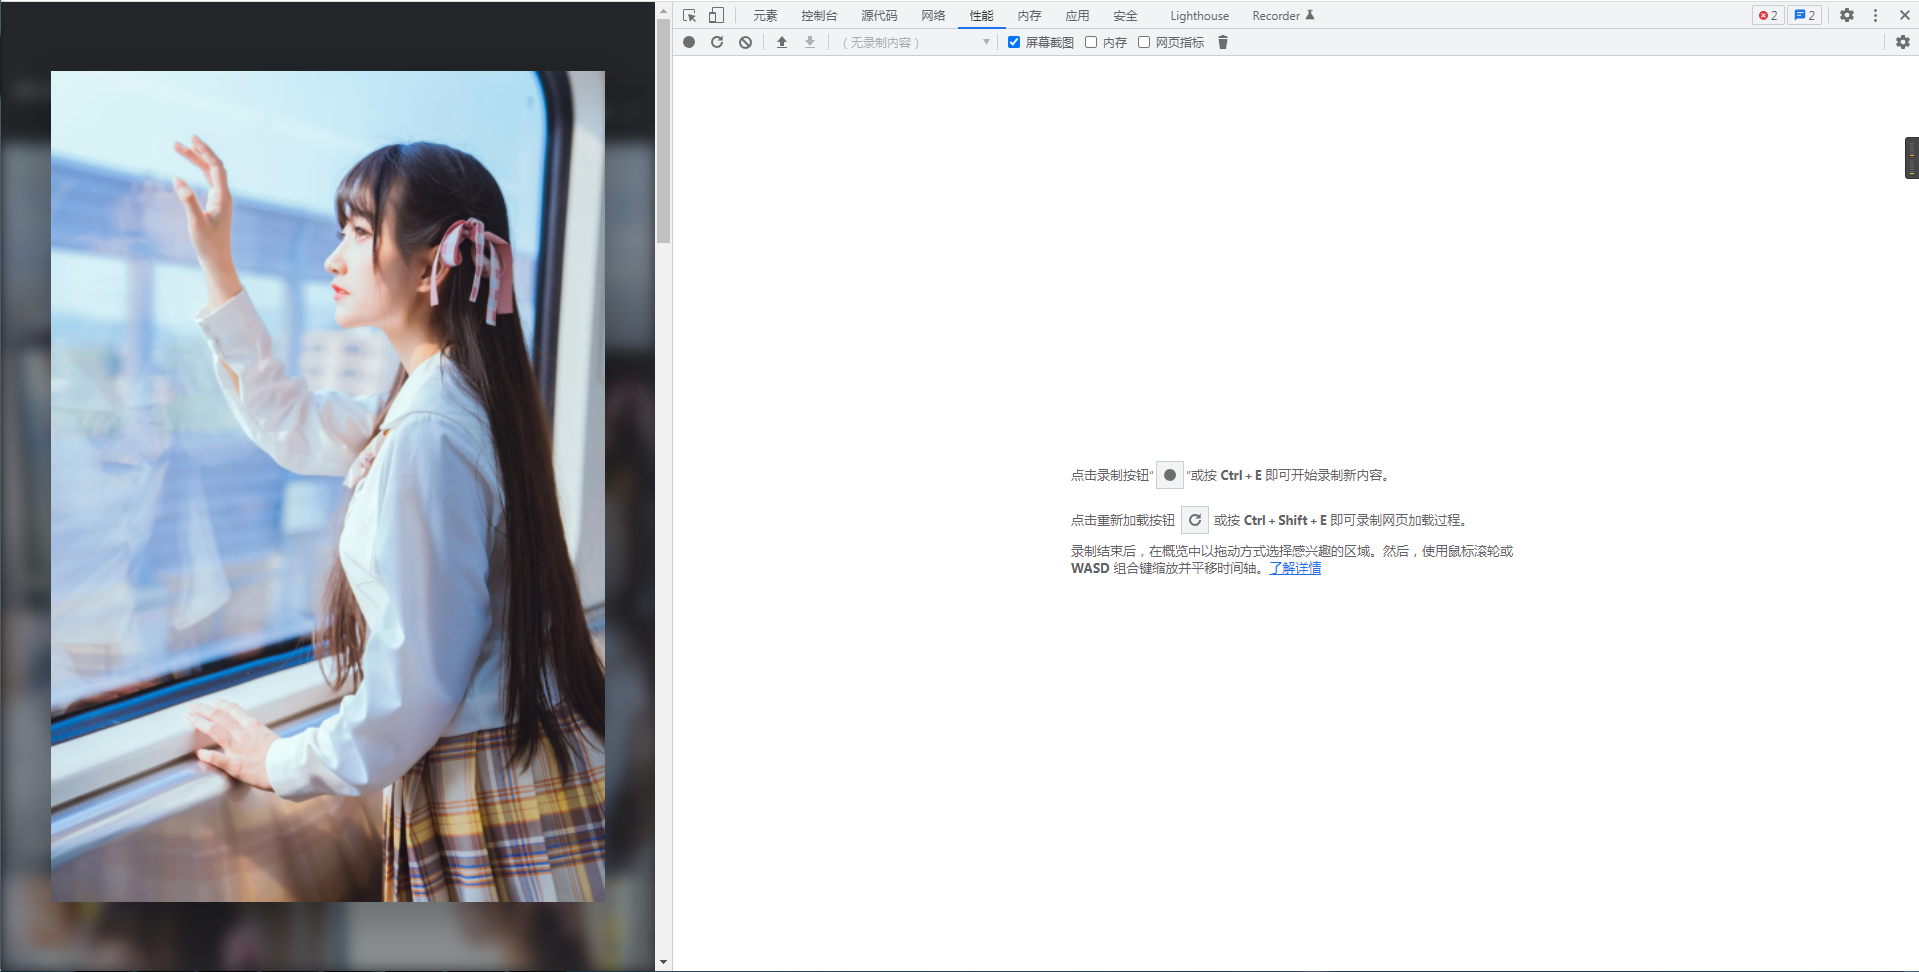 元素 控制台 源代码 网络 性能 内存 应用 安全 Lighthouse Recorder 2 2
(无录制内容) 屏幕截图 内存 网页指标
点击录制按钮“ ”或按 Ctrl + E 即可开始录制新内容。
点击重新加载按钮 或按 Ctrl + Shift + E 即可录制网页加载过程。
录制结束后，在概览中以拖动方式选择感兴趣的区域。然后，使用鼠标滚轮或
WASD 组合键缩放并平移时间轴。了解详情